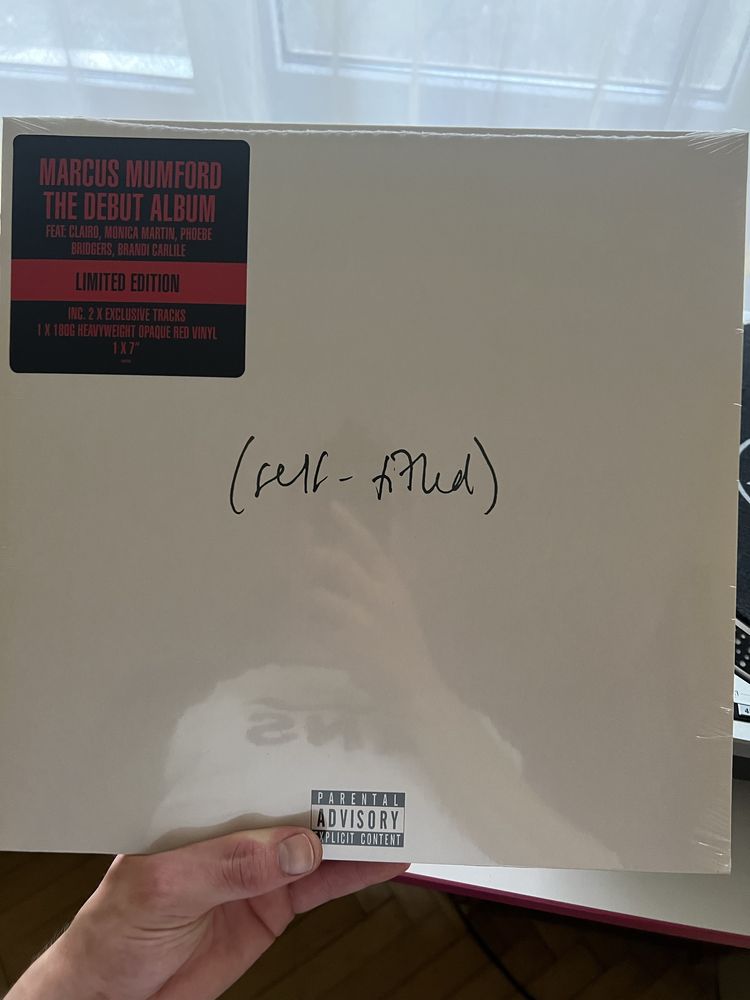 MARCUS MUMFORD
THE DEBUT ALBUM
FEAT: CLAIRO, MONICA MARTIN, PHOEBE
BRIDGERS, BRANDI CARLILE
LIMITED EDITION
INC. 2 X EXCLUSIVE TRACKS
1 X 180G HEAVYWEIGHT OPAQUE RED VINYL
1 X 7"
(self-titled)
PARENTAL
ADVISORY
EXPLICIT CONTENT